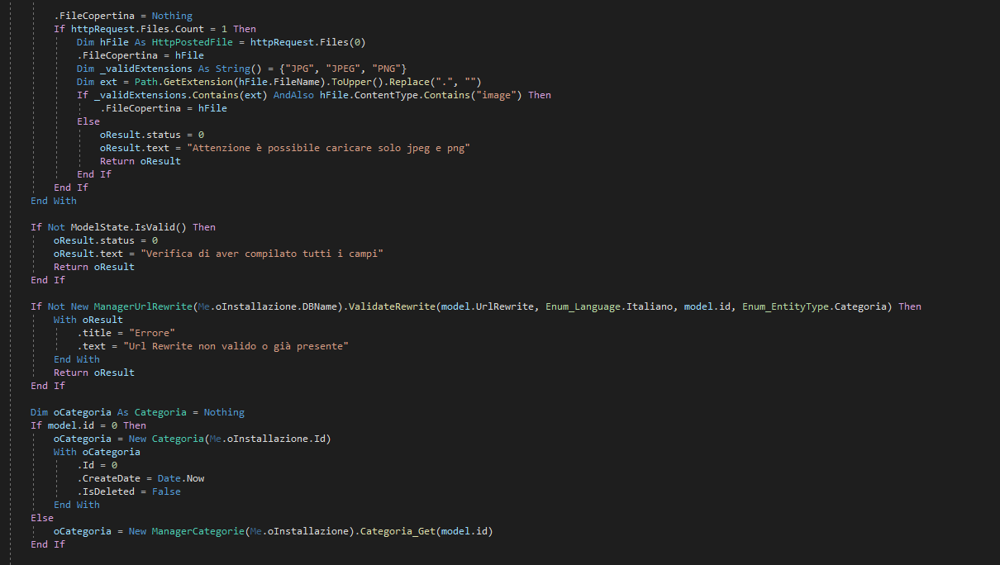 .FileCopertina = Nothing
If httpRequest.Files.Count = 1 Then
Dim hFile As HttpPostedFile = httpRequest.Files(0)
.FileCopertina = hFile
Dim _validExtensions As String() = {"JPG", "JPEG", "PNG"}
Dim ext = Path.GetExtension(hFile.FileName).ToUpper().Replace(".", "")
If _validExtensions.Contains(ext) AndAlso hFile.ContentType.Contains("image") Then
.FileCopertina = hFile
Else
oResult.status = 0
oResult.text = "Attenzione è possibile caricare solo jpeg e png"
Return oResult
End If
End If
End With
If Not ModelState.IsValid() Then
oResult.status = 0
oResult.text = "Verifica di aver compilato tutti i campi"
Return oResult
End If
If Not New ManagerUrlRewrite(Me.oInstallazione.DBName).ValidateRewrite(model.UrlRewrite, Enum_Language.Italiano, model.id, Enum_EntityType.Categoria) Then
With oResult
.title = "Errore"
.text = "Url Rewrite non valido o già presente"
End With
Return oResult
End If
Dim oCategoria As Categoria = Nothing
If model.id = 0 Then
oCategoria = New Categoria(Me.oInstallazione.Id)
With oCategoria
.Id = 0
.CreateDate = Date.Now
.IsDeleted = False
End With
Else
oCategoria = New ManagerCategorie(Me.oInstallazione).Categoria_Get(model.id)
End If